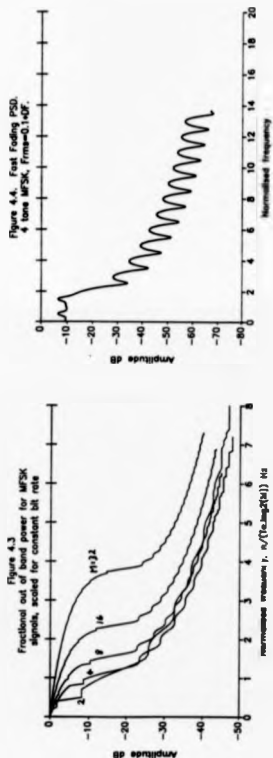 Figure 4.3
Fractional out of band power for MFSK
signals, scaled for constant bit rate
Amplitude dB
0
-10
-20
-30
-40
-50
M=32
16
8
4
2
0 1 2 3 4 5 6 7 8
Hz
Figure 4.4. Fast Fading PSD.
4 tone MFSK, Frms=0.1*DF.
Amplitude dB
0
-10
-20
-30
-40
-50
-60
-70
0 2 4 6 8 10 12 14 16 18 20
Normalised frequency